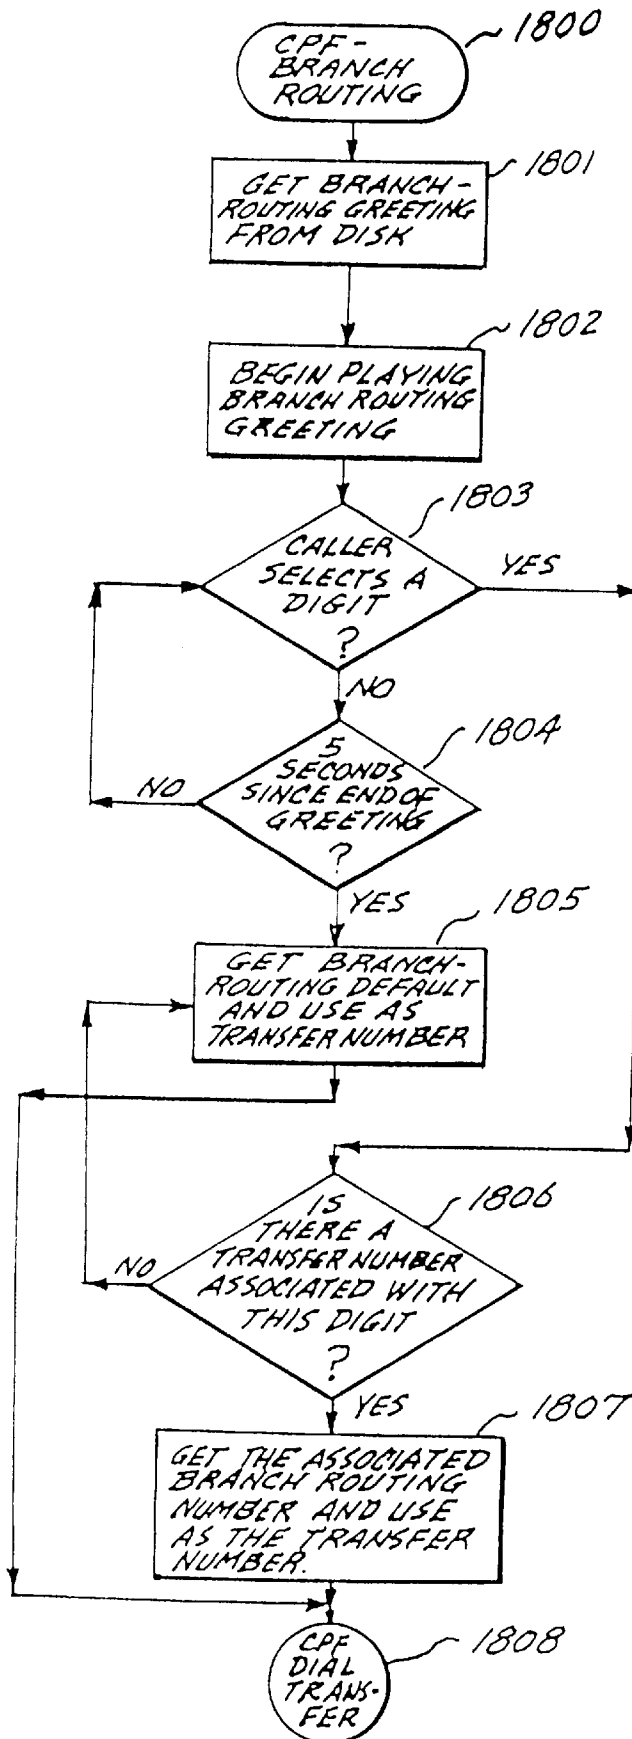 1800
CPF-
BRANCH
ROUTING
1801
GET BRANCH-
ROUTING GREETING
FROM DISK
1802
BEGIN PLAYING
BRANCH ROUTING
GREETING
1803
CALLER
SELECTS A
DIGIT
?
YES
NO
1804
5
SECONDS
SINCE END OF
GREETING
?
NO
YES
1805
GET BRANCH-
ROUTING DEFAULT
AND USE AS
TRANSFER NUMBER
1806
IS
THERE A
TRANSFER NUMBER
ASSOCIATED WITH
THIS DIGIT
?
NO
YES
1807
GET THE ASSOCIATED
BRANCH ROUTING
NUMBER AND USE
AS THE TRANSFER
NUMBER.
1808
CPF
DIAL
TRANS-
FER